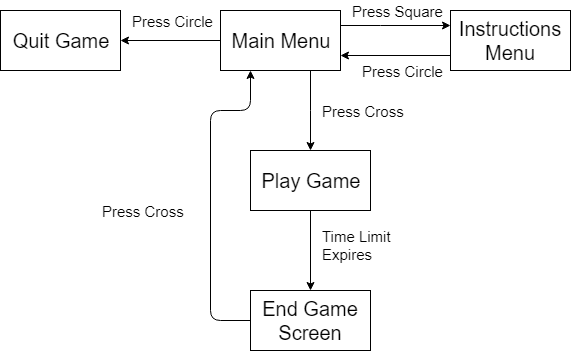 Press Square
Press Circle
Quit Game
Main Menu
Instructions
Menu
Press Circle
Press Cross
Play Game
Press Cross
Time Limit
Expires
End Game
Screen